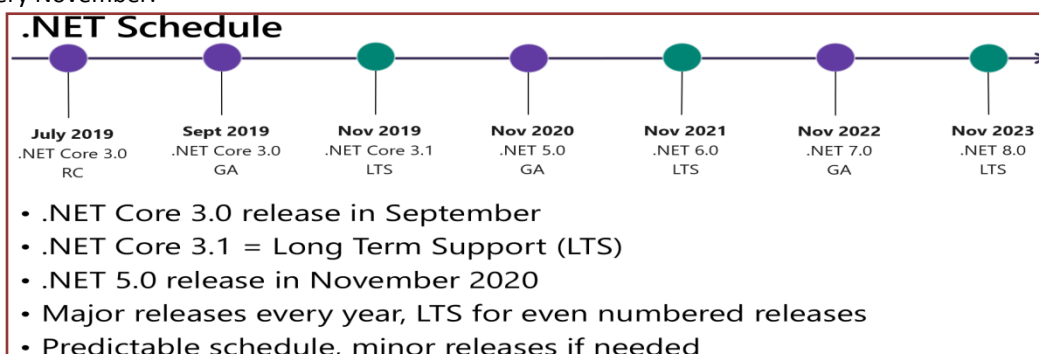 ery November.
.NET Schedule
July 2019 Sept 2019 Nov 2019 Nov 2020 Nov 2021 Nov 2022 Nov 2023
.NET Core 3.0 .NET Core 3.0 .NET Core 3.1 .NET 5.0 .NET 6.0 .NET 7.0 .NET 8.0
RC GA LTS GA LTS GA LTS
• .NET Core 3.0 release in September
• .NET Core 3.1 = Long Term Support (LTS)
• .NET 5.0 release in November 2020
• Major releases every year, LTS for even numbered releases
• Predictable schedule, minor releases if needed